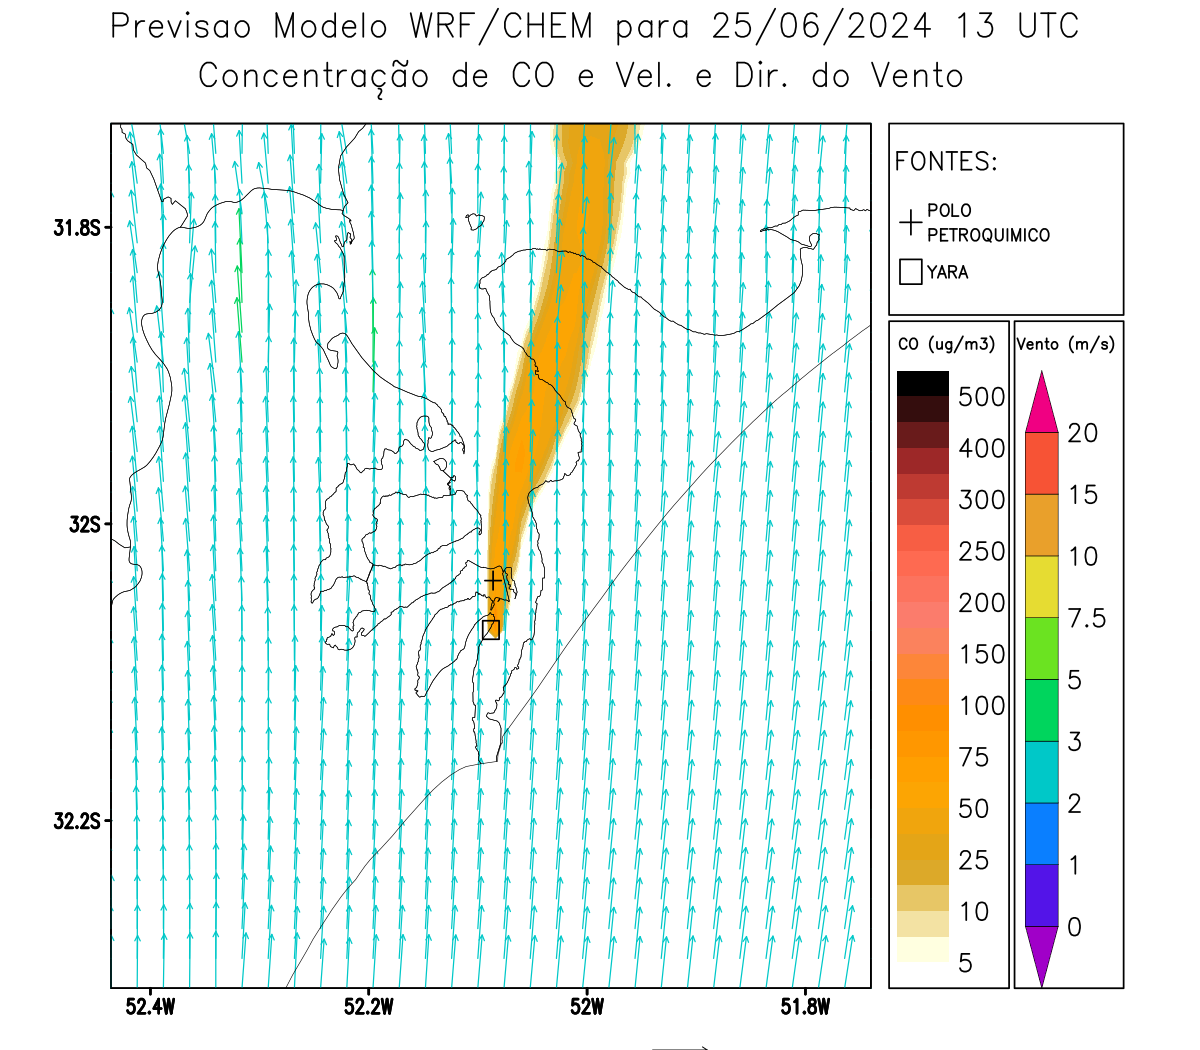 Previsao Modelo WRF/CHEM para 25/06/2024 13 UTC
Concentração de CO e Vel. e Dir. do Vento
FONTES:
POLO
PETROQUIMICO
YARA
CO (ug/m3)
500
400
300
250
200
150
100
75
50
25
10
5
Vento (m/s)
20
15
10
7.5
5
3
2
1
0
31.8S
32S
32.2S
52.4W
52.2W
52W
51.8W